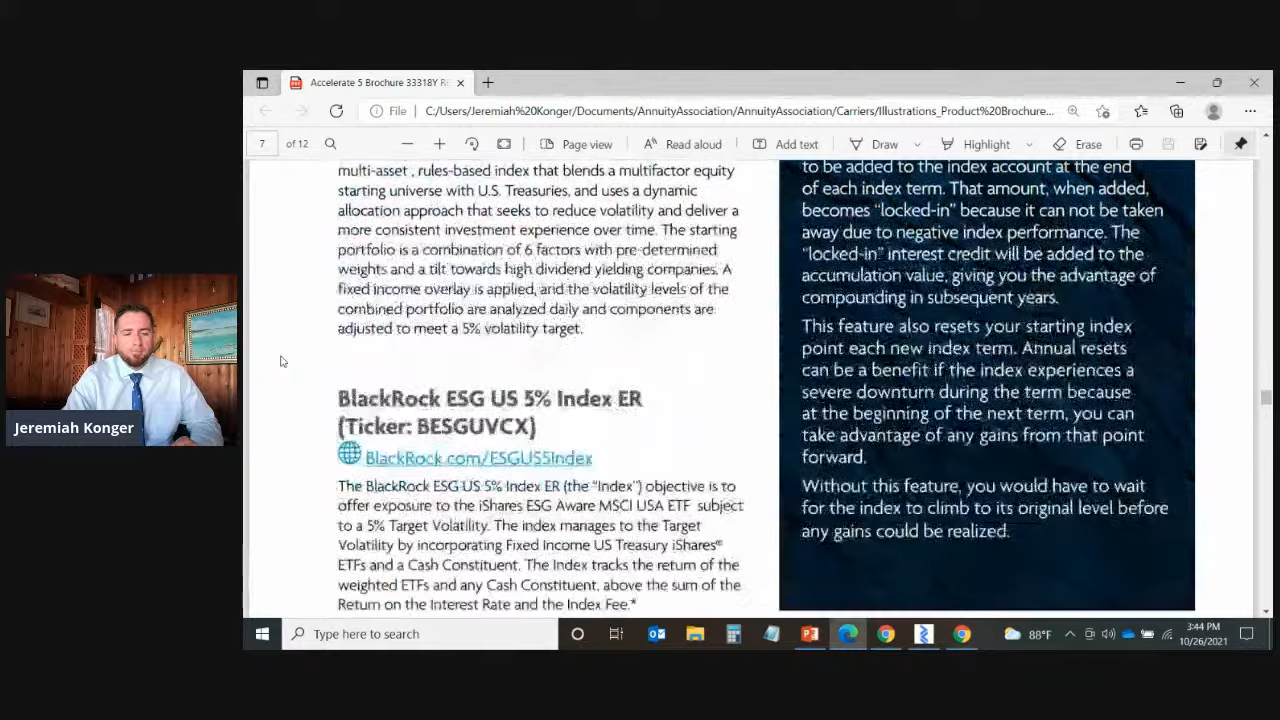 Accelerate 5 Brochure 33318Y RE
File
C:/Users/Jeremiah%20Konger/Documents/AnnuityAssociation/AnnuityAssociation/Carriers/Illustrations_Product%20Brochure...
7 of 12
Page view
Read aloud
Add text
Draw
Highlight
Erase
multi-asset , rules-based index that blends a multifactor equity
starting universe with U.S. Treasuries, and uses a dynamic
allocation approach that seeks to reduce volatility and deliver a
more consistent investment experience over time. The starting
portfolio is a combination of 6 factors with pre-determined
weights and a tilt towards high dividend yielding companies. A
fixed income overlay is applied, and the volatility levels of the
combined portfolio are analyzed daily and components are
adjusted to meet a 5% volatility target.
BlackRock ESG US 5% Index ER
(Ticker: BESGUVCX)
BlackRock.com/ESGUS5Index
The BlackRock ESG US 5% Index ER (the “Index”) objective is to
offer exposure to the iShares ESG Aware MSCI USA ETF subject
to a 5% Target Volatility. The index manages to the Target
Volatility by incorporating Fixed Income US Treasury iShares®
ETFs and a Cash Constituent. The Index tracks the return of the
weighted ETFs and any Cash Constituent, above the sum of the
Return on the Interest Rate and the Index Fee.*
to be added to the index account at the end
of each index term. That amount, when added,
becomes “locked-in” because it can not be taken
away due to negative index performance. The
“locked-in” interest credit will be added to the
accumulation value, giving you the advantage of
compounding in subsequent years.
This feature also resets your starting index
point each new index term. Annual resets
can be a benefit if the index experiences a
severe downturn during the term because
at the beginning of the next term, you can
take advantage of any gains from that point
forward.
Without this feature, you would have to wait
for the index to climb to its original level before
any gains could be realized.
Jeremiah Konger
Type here to search
88°F
3:44 PM
10/26/2021